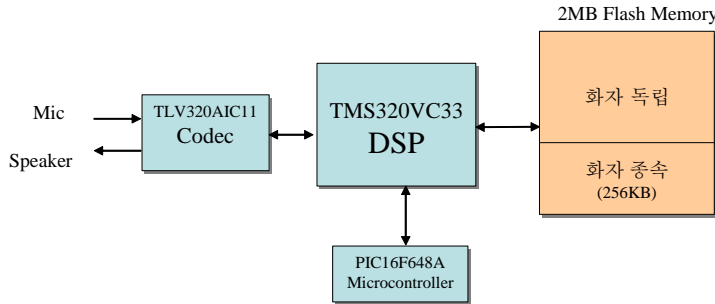 2MB Flash Memory
Mic
Speaker
TLV320AIC11
Codec
TMS320VC33
DSP
화자 독립
화자 종속
(256KB)
PIC16F648A
Microcontroller